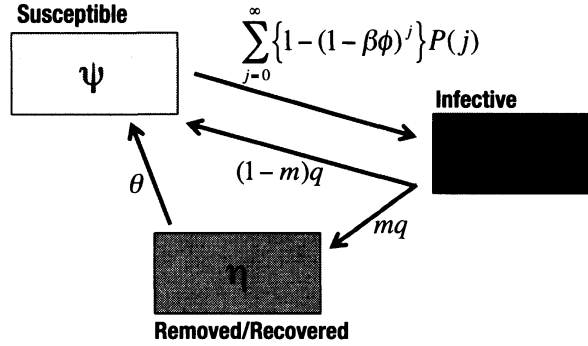 Susceptible
ψ
∑_{j=0}^{∞} {1-(1-βϕ)^j}P(j)
Infective
(1-m)q
θ
mq
η
Removed/Recovered